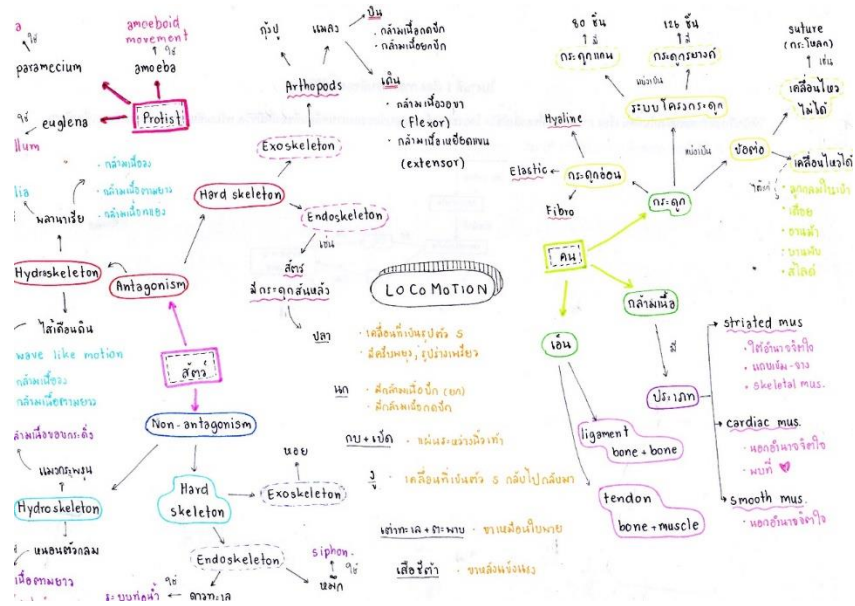 amoeboid
movement
ใช้
ใช้
paramecium
amoeba
ใช้
euglena
Protist
llum
lia
พลานาเรีย
· กล้ามเนื้อวง
· กล้ามเนื้อตามยาว
· กล้ามเนื้อทแยง
Hydroskeleton
Antagonism
Hard skeleton
ไส้เดือนดิน
wave like motion
กล้ามเนื้อวง
กล้ามเนื้อตามยาว
สัตว์
Non-antagonism
แมงกะพรุน
Hydroskeleton
หนอนตัวกลม
Hard
skeleton
หอย
Exoskeleton
Endoskeleton
siphon
ใช้
หมึก
ดาวทะเล
ใช้
ระบบท่อน้ำ
กุ้งปู
แมลง
บิน
· กล้ามเนื้อกดปีก
· กล้ามเนื้อยกปีก
Arthopods
เดิน
· กล้ามเนื้องอขา
(flexor)
· กล้ามเนื้อเหยียดแขน
(extensor)
Exoskeleton
Endoskeleton
เช่น
สัตว์
มีกระดูกสันหลัง
LOCOMOTION
ปลา
· เคลื่อนที่เป็นรูปตัว S
· มีครีบพยุง, รูปร่างเพรียว
นก
· มีกล้ามเนื้อปีก (ยก)
· มีกล้ามเนื้อกดปีก
กบ + เป็ด · แผ่นระหว่างนิ้วเท้า
งู · เคลื่อนที่เป็นตัว S กลับไปกลับมา
เต่าทะเล + ตะพาบ · ขาเหมือนใบพาย
เสือชีต้า · ขาหลังแข็งแรง
80 ชิ้น
มี
กระดูกแกน
126 ชิ้น
มี
กระดูกรยางค์
แบ่งเป็น
ระบบโครงกระดูก
แบ่งเป็น
suture
(กะโหลก)
เช่น
เคลื่อนไหว
ไม่ได้
ข้อต่อ
เคลื่อนไหวได้
ได้แก่
· ลูกกลมในเบ้า
· เดือย
· อานม้า
· บานพับ
· สไลด์
Hyaline
Elastic
Fibro
กระดูกอ่อน
กระดูก
คน
กล้ามเนื้อ
มี
ประเภท
เอ็น
ligament
bone + bone
tendon
bone + muscle
striated mus
· ใต้อำนาจจิตใจ
· แถบเข้ม-จาง
· skeletal mus.
cardiac mus.
· นอกอำนาจจิตใจ
· พบที่
smooth mus.
· นอกอำนาจจิตใจ